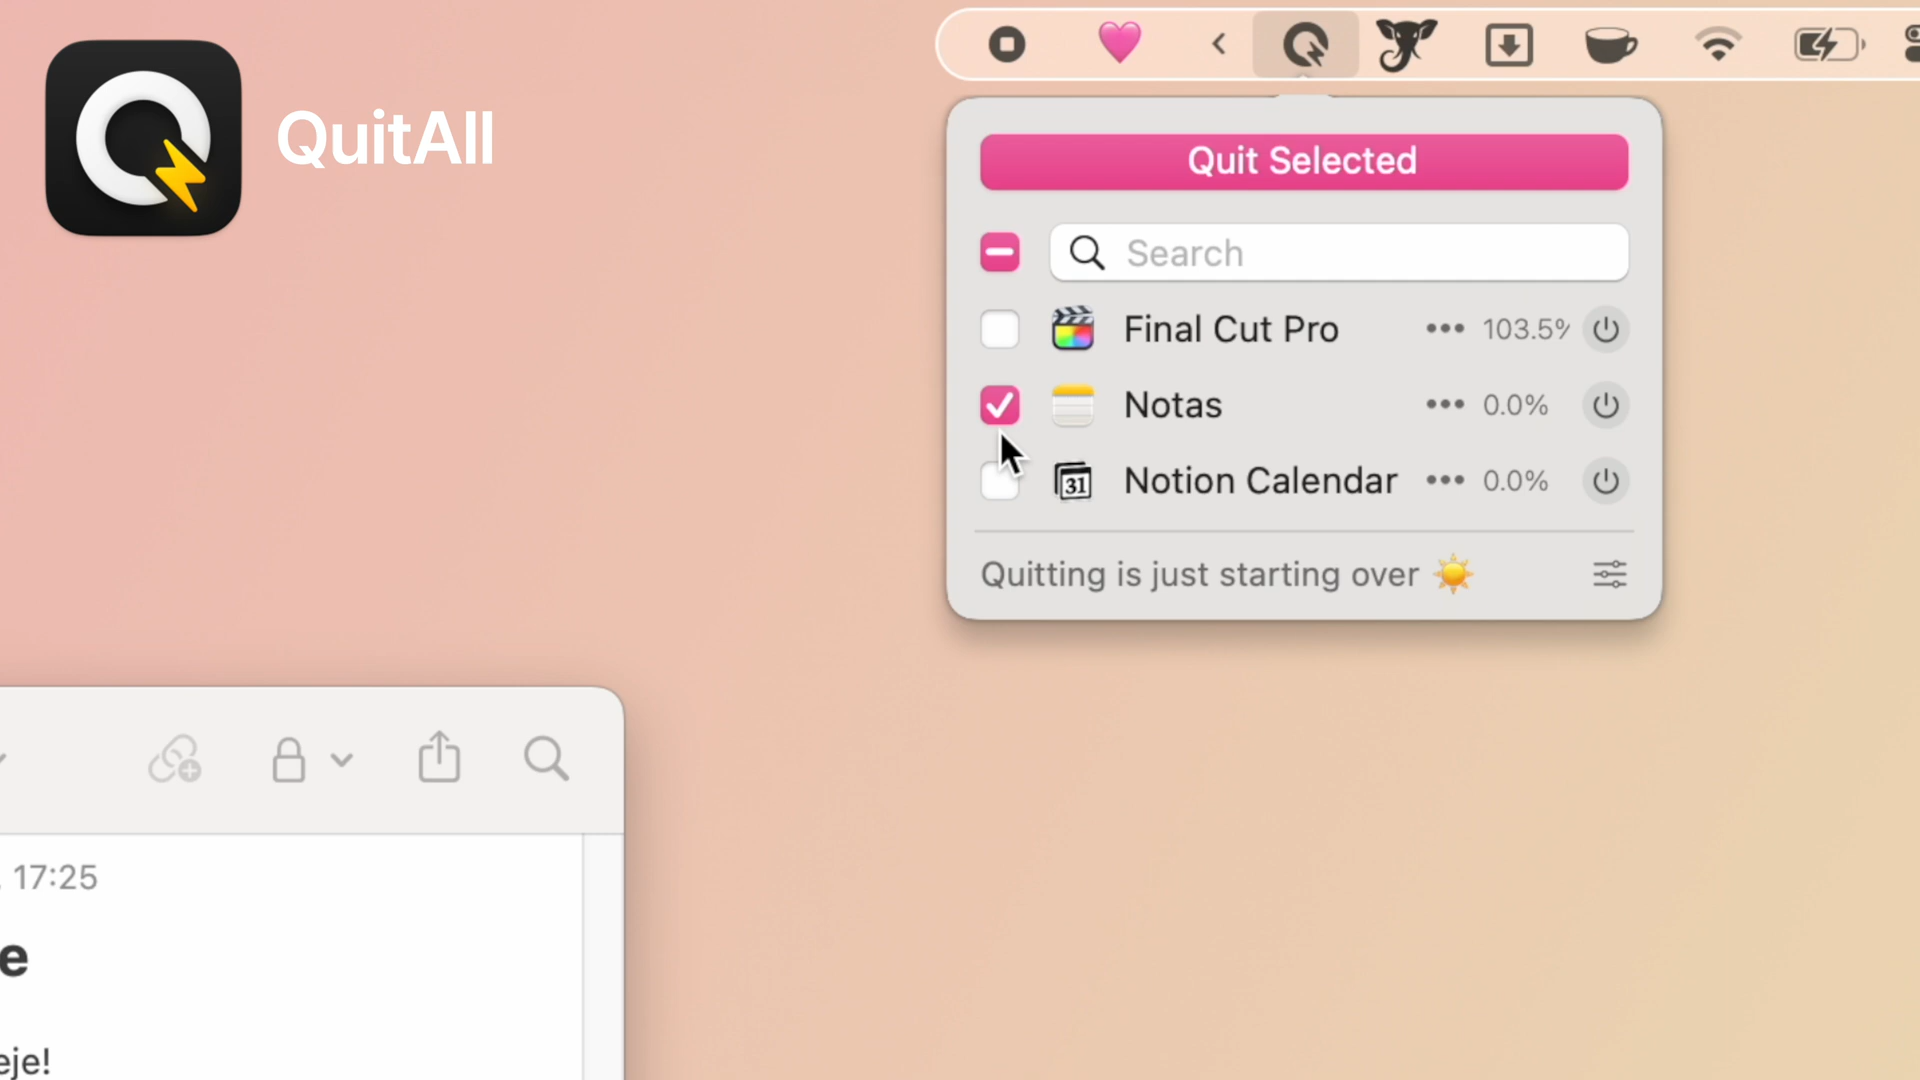 QuitAll
Quit Selected
Search
Final Cut Pro ••• 103.5%
Notas ••• 0.0%
31 Notion Calendar ••• 0.0%
Quitting is just starting over ☀️
17:25
e
eje!